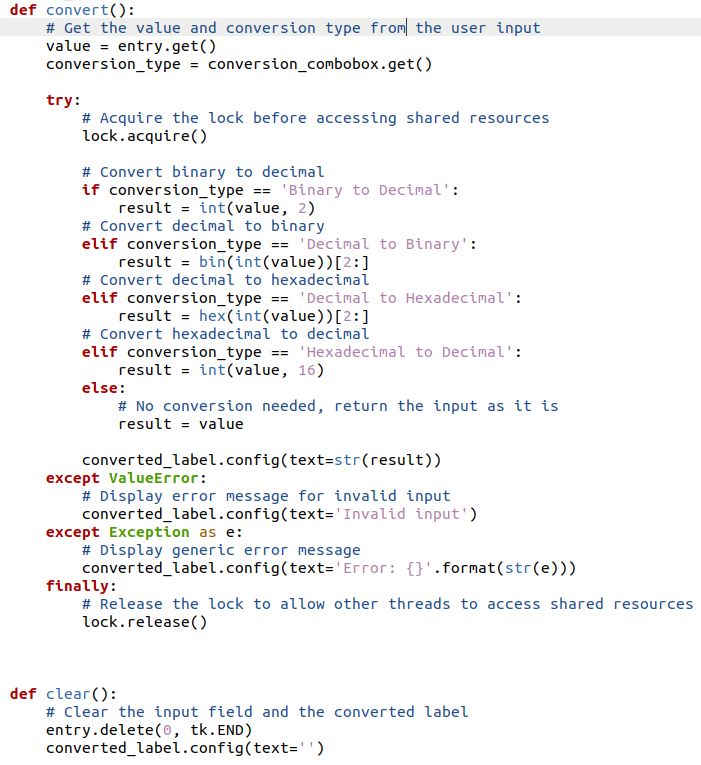 def convert():
    # Get the value and conversion type from the user input
    value = entry.get()
    conversion_type = conversion_combobox.get()

    try:
        # Acquire the lock before accessing shared resources
        lock.acquire()

        # Convert binary to decimal
        if conversion_type == 'Binary to Decimal':
            result = int(value, 2)
        # Convert decimal to binary
        elif conversion_type == 'Decimal to Binary':
            result = bin(int(value))[2:]
        # Convert decimal to hexadecimal
        elif conversion_type == 'Decimal to Hexadecimal':
            result = hex(int(value))[2:]
        # Convert hexadecimal to decimal
        elif conversion_type == 'Hexadecimal to Decimal':
            result = int(value, 16)
        else:
            # No conversion needed, return the input as it is
            result = value

        converted_label.config(text=str(result))
    except ValueError:
        # Display error message for invalid input
        converted_label.config(text='Invalid input')
    except Exception as e:
        # Display generic error message
        converted_label.config(text='Error: {}'.format(str(e)))
    finally:
        # Release the lock to allow other threads to access shared resources
        lock.release()



def clear():
    # Clear the input field and the converted label
    entry.delete(0, tk.END)
    converted_label.config(text='')